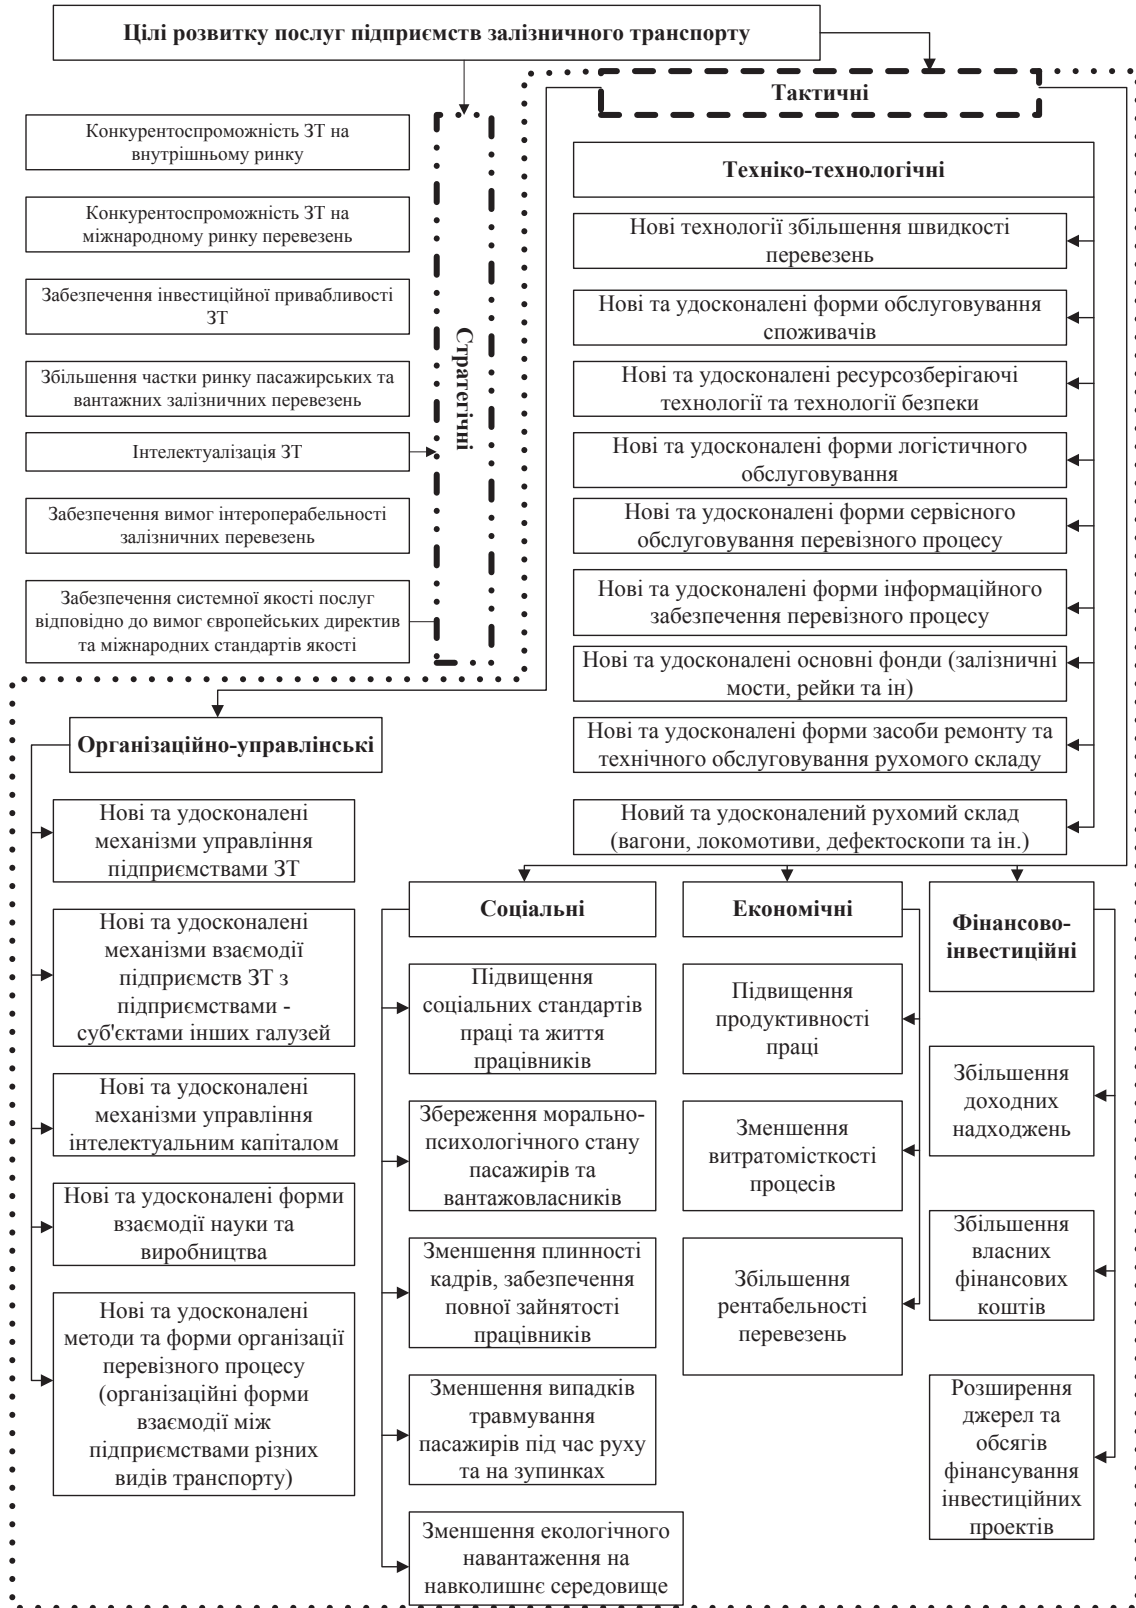 Цілі розвитку послуг підприємств залізничного транспорту
Тактичні
Стратегічні
Конкурентоспроможність ЗТ на
внутрішньому ринку
Конкурентоспроможність ЗТ на
міжнародному ринку перевезень
Забезпечення інвестиційної привабливості
ЗТ
Збільшення частки ринку пасажирських та
вантажних залізничних перевезень
Інтелектуалізація ЗТ
Забезпечення вимог інтероперабельності
залізничних перевезень
Забезпечення системної якості послуг
відповідно до вимог європейських директив
та міжнародних стандартів якості
Техніко-технологічні
Нові технології збільшення швидкості
перевезень
Нові та удосконалені форми обслуговування
споживачів
Нові та удосконалені ресурсозберігаючі
технології та технології безпеки
Нові та удосконалені форми логістичного
обслуговування
Нові та удосконалені форми сервісного
обслуговування перевізного процесу
Нові та удосконалені форми інформаційного
забезпечення перевізного процесу
Нові та удосконалені основні фонди (залізничні
мости, рейки та ін)
Нові та удосконалені форми засоби ремонту та
технічного обслуговування рухомого складу
Новий та удосконалений рухомий склад
(вагони, локомотиви, дефектоскопи та ін.)
Організаційно-управлінські
Нові та удосконалені
механізми управління
підприємствами ЗТ
Нові та удосконалені
механізми взаємодії
підприємств ЗТ з
підприємствами -
суб'єктами інших галузей
Нові та удосконалені
механізми управління
інтелектуальним капіталом
Нові та удосконалені форми
взаємодії науки та
виробництва
Нові та удосконалені
методи та форми організації
перевізного процесу
(організаційні форми
взаємодії між
підприємствами різних
видів транспорту)
Соціальні
Підвищення
соціальних стандартів
праці та життя
працівників
Збереження морально-
психологічного стану
пасажирів та
вантажовласників
Зменшення плинності
кадрів, забезпечення
повної зайнятості
працівників
Зменшення випадків
травмування
пасажирів під час руху
та на зупинках
Зменшення екологічного
навантаження на
навколишнє середовище
Економічні
Підвищення
продуктивності
праці
Зменшення
витратомісткості
процесів
Збільшення
рентабельності
перевезень
Фінансово-
інвестиційні
Збільшення
доходних
надходжень
Збільшення
власних
фінансових
коштів
Розширення
джерел та
обсягів
фінансування
інвестиційних
проектів